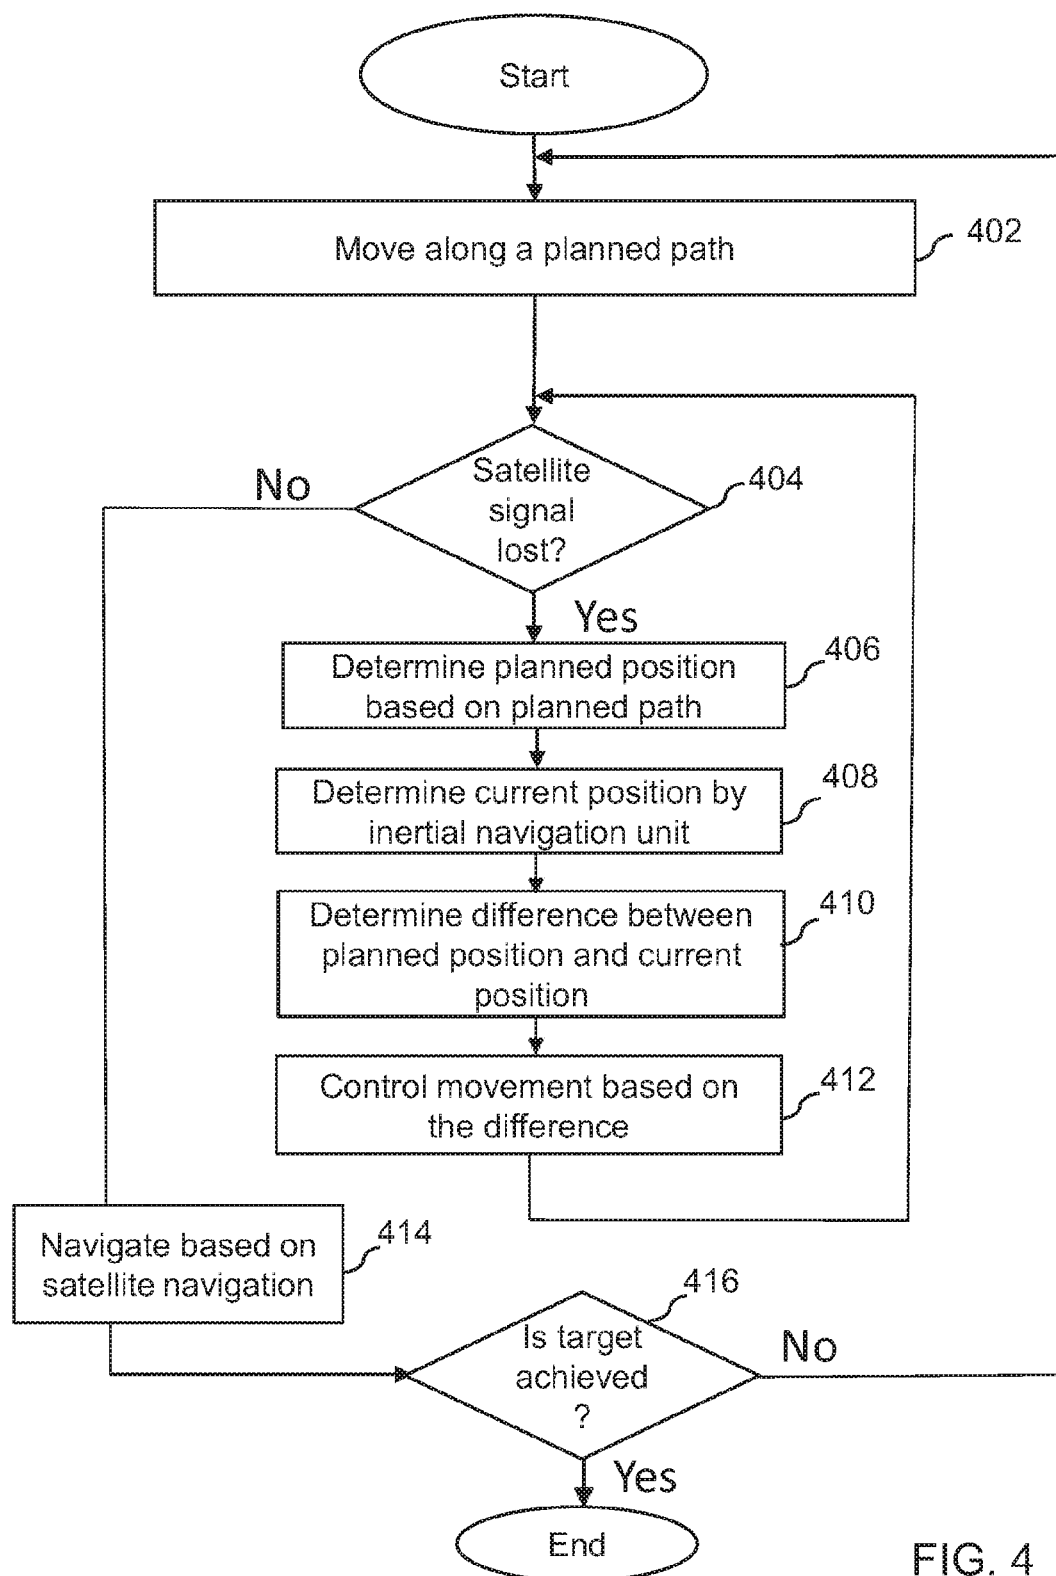 Start
Move along a planned path
402
Satellite
signal
lost?
404
No
Yes
Determine planned position
based on planned path
406
Determine current position by
inertial navigation unit
408
Determine difference between
planned position and current
position
410
Control movement based on
the difference
412
Navigate based on
satellite navigation
414
Is target
achieved
?
416
No
Yes
End
FIG. 4